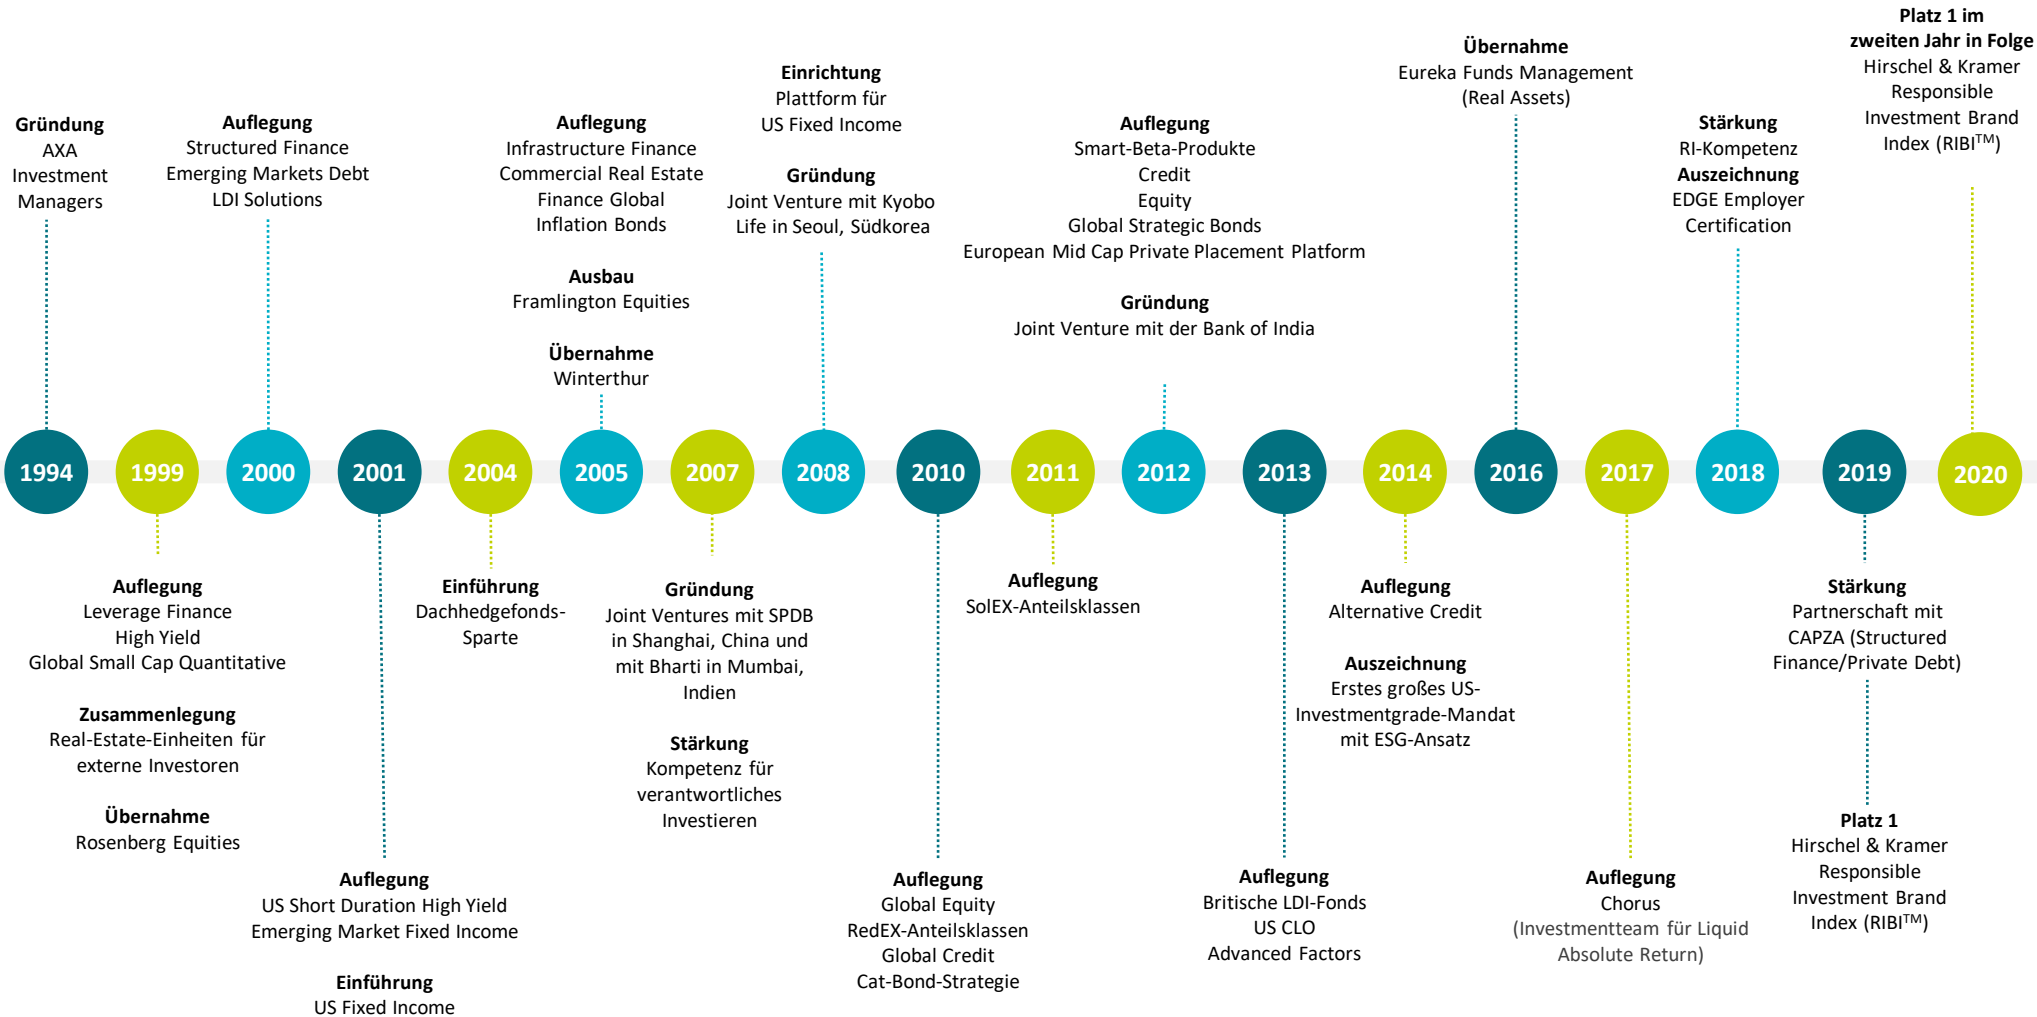 Gründung
AXA
Investment
Managers
Auflegung
Structured Finance
Emerging Markets Debt
LDI Solutions
Auflegung
Infrastructure Finance
Commercial Real Estate
Finance Global
Inflation Bonds
Ausbau
Framlington Equities
Übernahme
Winterthur
Einrichtung
Plattform für
US Fixed Income
Gründung
Joint Venture mit Kyobo
Life in Seoul, Südkorea
Auflegung
Smart-Beta-Produkte
Credit
Equity
Global Strategic Bonds
European Mid Cap Private Placement Platform
Gründung
Joint Venture mit der Bank of India
Übernahme
Eureka Funds Management
(Real Assets)
Stärkung
RI-Kompetenz
Auszeichnung
EDGE Employer
Certification
Platz 1 im
zweiten Jahr in Folge
Hirschel & Kramer
Responsible
Investment Brand
Index (RIBI™)
1994
1999
2000
2001
2004
2005
2007
2008
2010
2011
2012
2013
2014
2016
2017
2018
2019
2020
Auflegung
Leverage Finance
High Yield
Global Small Cap Quantitative
Zusammenlegung
Real-Estate-Einheiten für
externe Investoren
Übernahme
Rosenberg Equities
Auflegung
US Short Duration High Yield
Emerging Market Fixed Income
Einführung
US Fixed Income
Einführung
Dachhedgefonds-
Sparte
Gründung
Joint Ventures mit SPDB
in Shanghai, China und
mit Bharti in Mumbai,
Indien
Stärkung
Kompetenz für
verantwortliches
Investieren
Auflegung
Global Equity
RedEX-Anteilsklassen
Global Credit
Cat-Bond-Strategie
Auflegung
SolEX-Anteilsklassen
Auflegung
Britische LDI-Fonds
US CLO
Advanced Factors
Auflegung
Alternative Credit
Auszeichnung
Erstes großes US-
Investmentgrade-Mandat
mit ESG-Ansatz
Auflegung
Chorus
(Investmentteam für Liquid
Absolute Return)
Stärkung
Partnerschaft mit
CAPZA (Structured
Finance/Private Debt)
Platz 1
Hirschel & Kramer
Responsible
Investment Brand
Index (RIBI™)